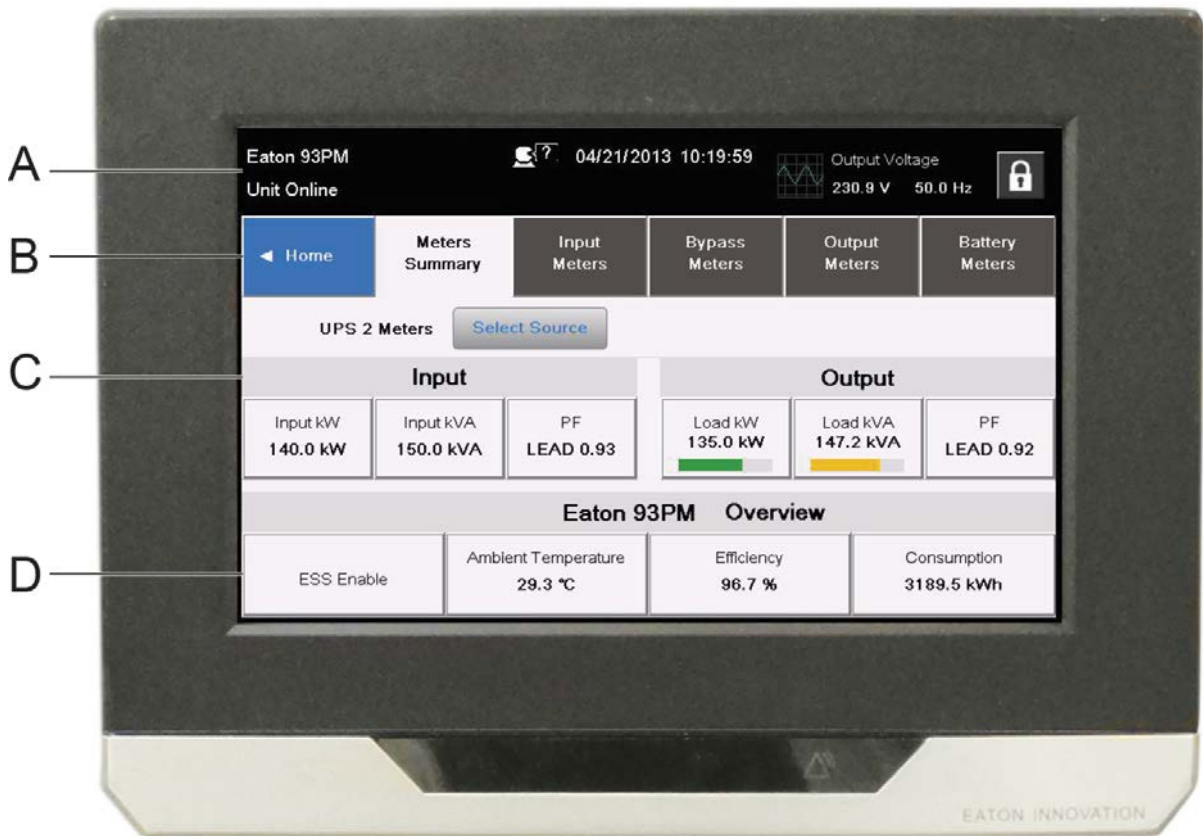 A
Eaton 93PM
Unit Online
?
04/21/2013 10:19:59
Output Voltage
230.9 V 50.0 Hz
B
◄ Home
Meters
Summary
Input
Meters
Bypass
Meters
Output
Meters
Battery
Meters
UPS 2 Meters
Select Source
C
Input
Output
Input kW
140.0 kW
Input kVA
150.0 kVA
PF
LEAD 0.93
Load kW
135.0 kW
Load kVA
147.2 kVA
PF
LEAD 0.92
Eaton 93PM Overview
D
ESS Enable
Ambient Temperature
29.3 °C
Efficiency
96.7 %
Consumption
3189.5 kWh
EATON INNOVATION